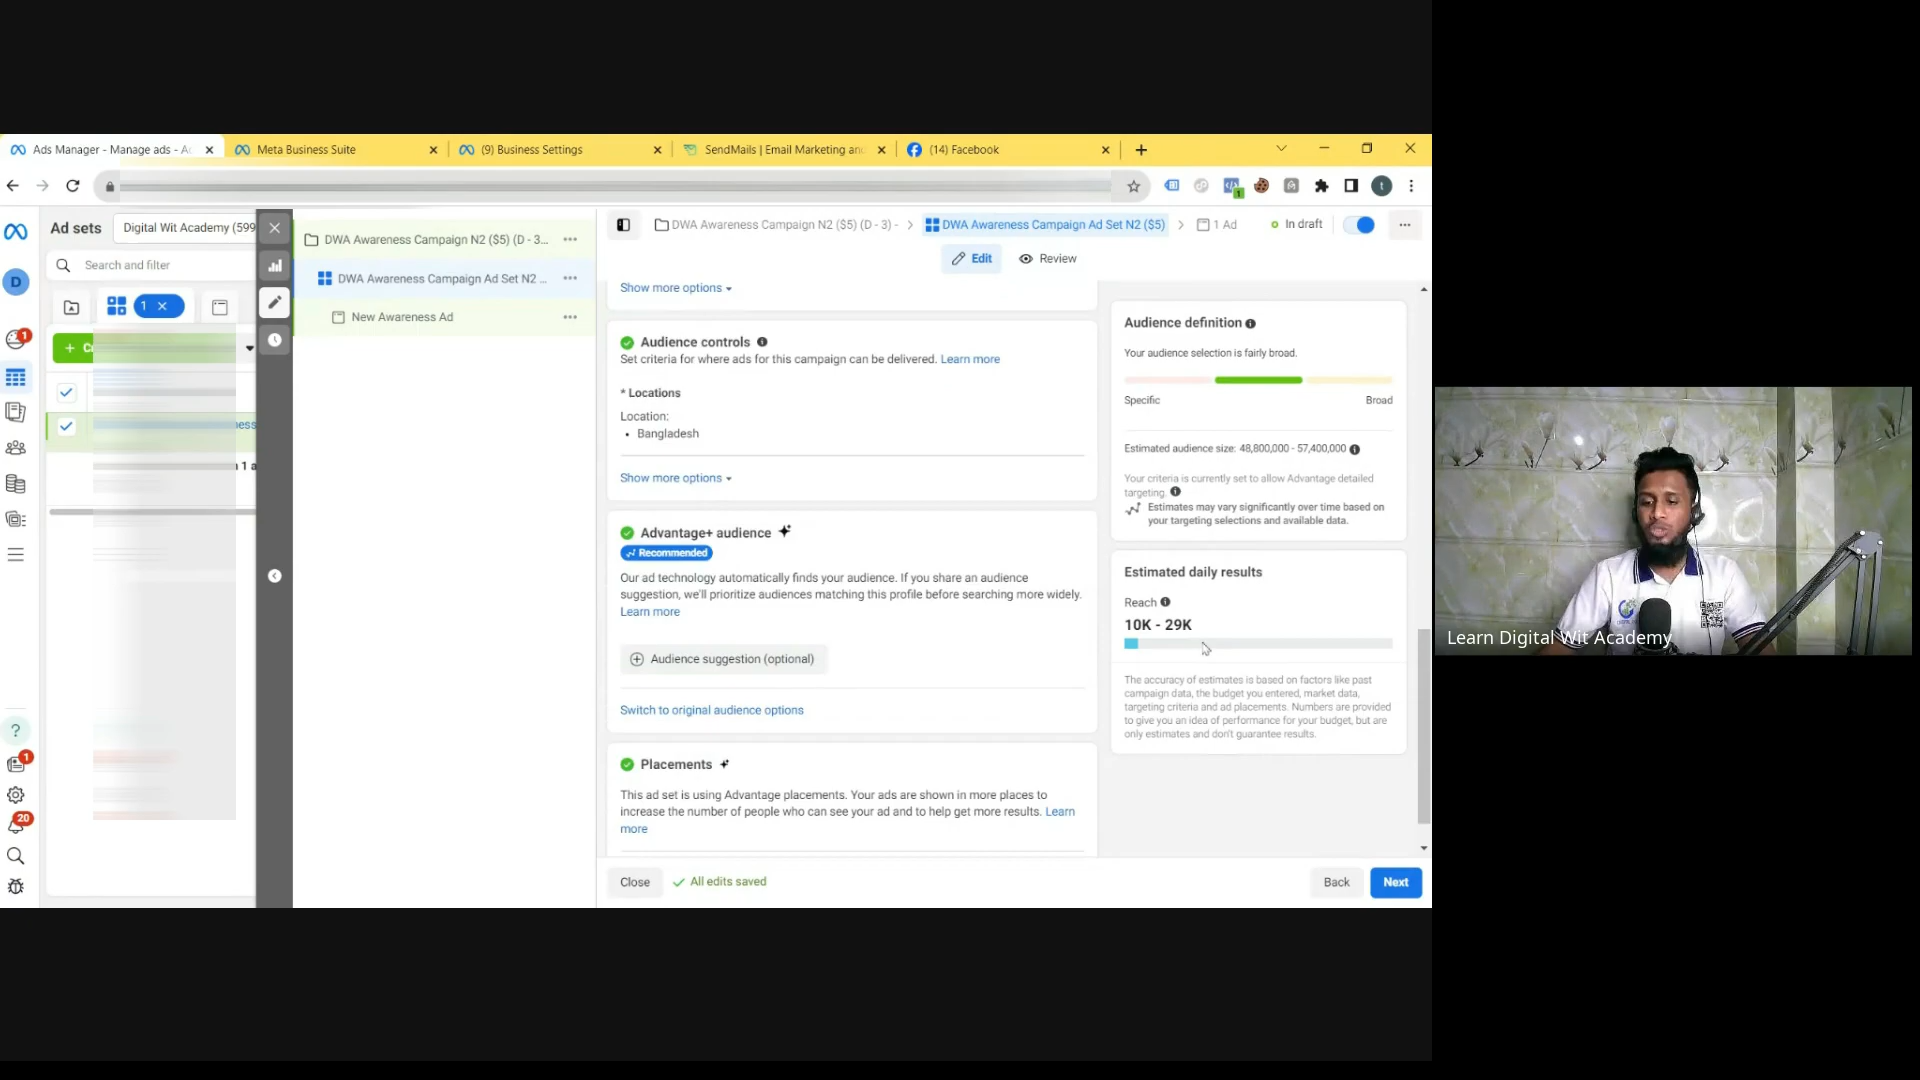 Ads Manager - Manage ads - Ac
Meta Business Suite
(9) Business Settings
SendMails | Email Marketing and
(14) Facebook
Ad sets
Digital Wit Academy (599
DWA Awareness Campaign N2 ($5) (D - 3...
DWA Awareness Campaign N2 ($5) (D - 3) -
DWA Awareness Campaign Ad Set N2 ($5)
1 Ad
In draft
Search and filter
Edit
Review
DWA Awareness Campaign Ad Set N2 ...
New Awareness Ad
1
Show more options
Audience controls
Set criteria for where ads for this campaign can be delivered. Learn more
* Locations
Location:
Bangladesh
Show more options
Advantage+ audience
Recommended
Our ad technology automatically finds your audience. If you share an audience
suggestion, we'll prioritize audiences matching this profile before searching more widely.
Learn more
Audience suggestion (optional)
Switch to original audience options
Placements
This ad set is using Advantage placements. Your ads are shown in more places to
increase the number of people who can see your ad and to help get more results. Learn
more
Close
All edits saved
Back
Next
Audience definition
Your audience selection is fairly broad.
Specific
Broad
Estimated audience size: 48,800,000 - 57,400,000
Your criteria is currently set to allow Advantage detailed
targeting.
Estimates may vary significantly over time based on
your targeting selections and available data.
Estimated daily results
Reach
10K - 29K
The accuracy of estimates is based on factors like past
campaign data, the budget you entered, market data,
targeting criteria and ad placements. Numbers are provided
to give you an idea of performance for your budget, but are
only estimates and don't guarantee results.
Learn Digital Wit Academy